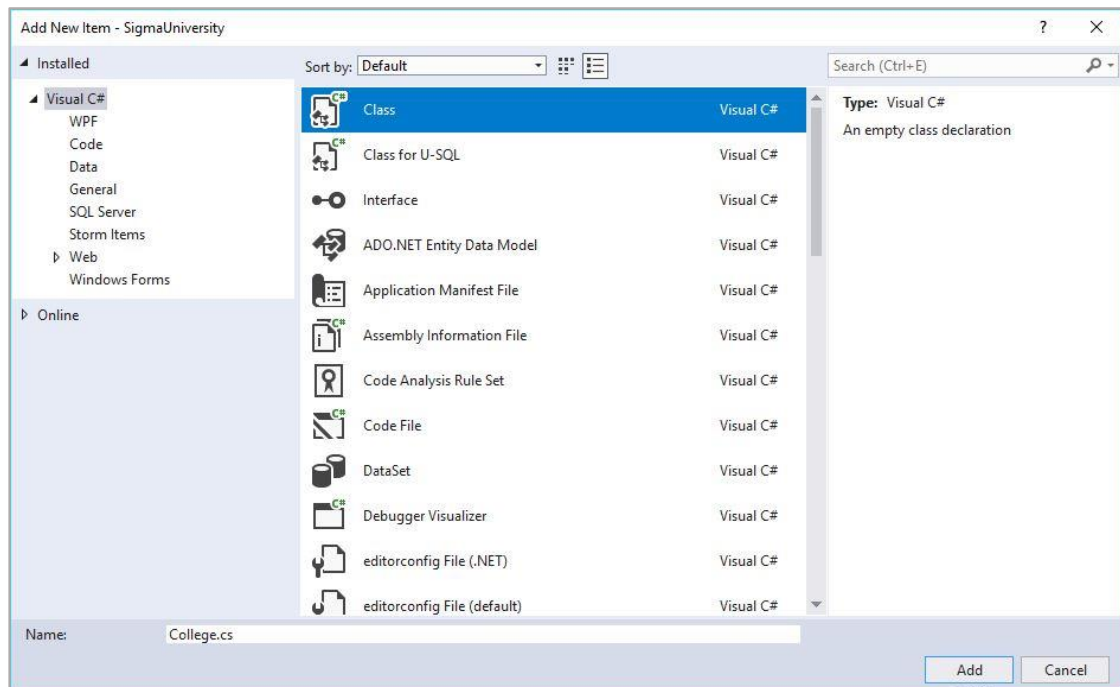 Add New Item - SigmaUniversity
?
Installed
Visual C#
WPF
Code
Data
General
SQL Server
Storm Items
Web
Windows Forms
Online
Sort by: Default
Class Visual C#
Class for U-SQL Visual C#
Interface Visual C#
ADO.NET Entity Data Model Visual C#
Application Manifest File Visual C#
Assembly Information File Visual C#
Code Analysis Rule Set Visual C#
Code File Visual C#
DataSet Visual C#
Debugger Visualizer Visual C#
editorconfig File (.NET) Visual C#
editorconfig File (default) Visual C#
Search (Ctrl+E)
Type: Visual C#
An empty class declaration
Name: College.cs
Add Cancel